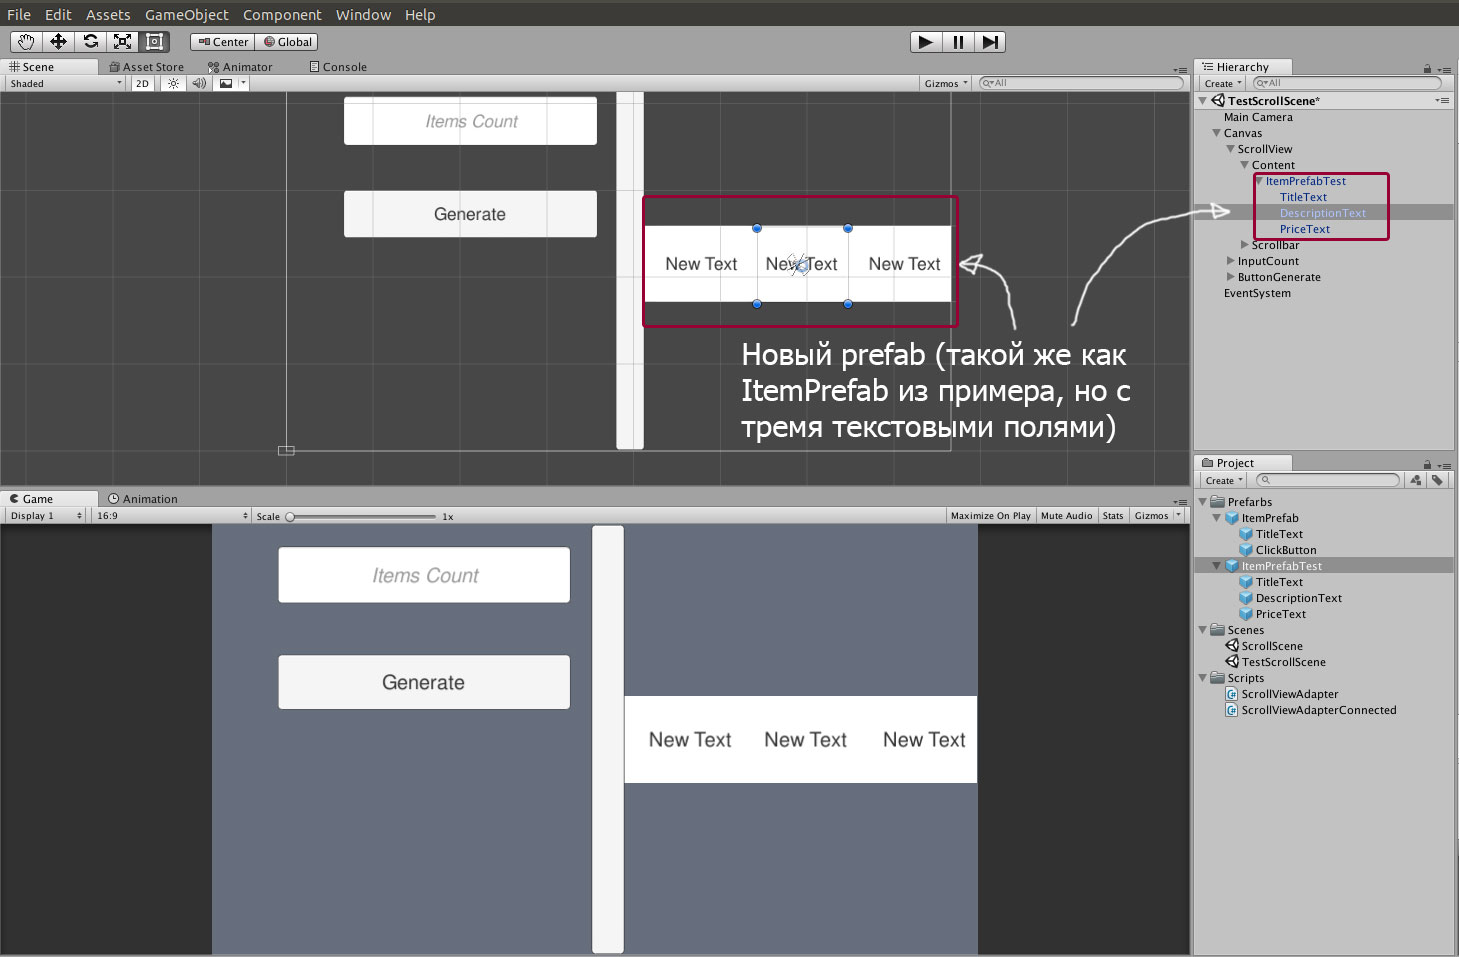 File Edit Assets GameObject Component Window Help
Center Global
Scene Asset Store Animator Console
Shaded 2D Gizmos All
Items Count
Generate
New Text New Text New Text
Новый prefab (такой же как
ItemPrefab из примера, но с
тремя текстовыми полями)
Hierarchy
Create All
TestScrollScene*
Main Camera
Canvas
ScrollView
Content
ItemPrefabTest
TitleText
DescriptionText
PriceText
Scrollbar
InputCount
ButtonGenerate
EventSystem
Game Animation
Display 1 16:9 Scale 1x Maximize On Play Mute Audio Stats Gizmos
Items Count
Generate
New Text New Text New Text
Project
Create
Prefarbs
ItemPrefab
TitleText
ClickButton
ItemPrefabTest
TitleText
DescriptionText
PriceText
Scenes
ScrollScene
TestScrollScene
Scripts
ScrollViewAdapter
ScrollViewAdapterConnected